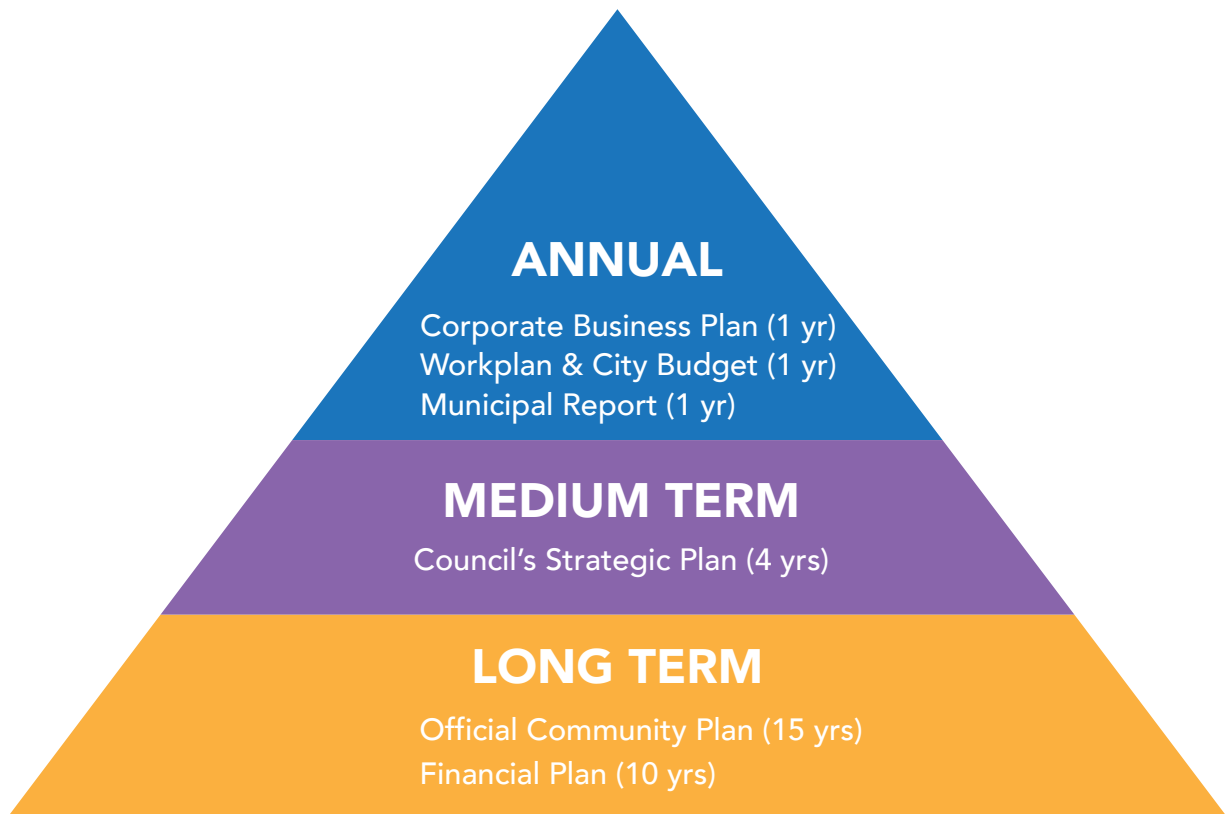 ANNUAL
Corporate Business Plan (1 yr)
Workplan & City Budget (1 yr)
Municipal Report (1 yr)
MEDIUM TERM
Council’s Strategic Plan (4 yrs)
LONG TERM
Official Community Plan (15 yrs)
Financial Plan (10 yrs)